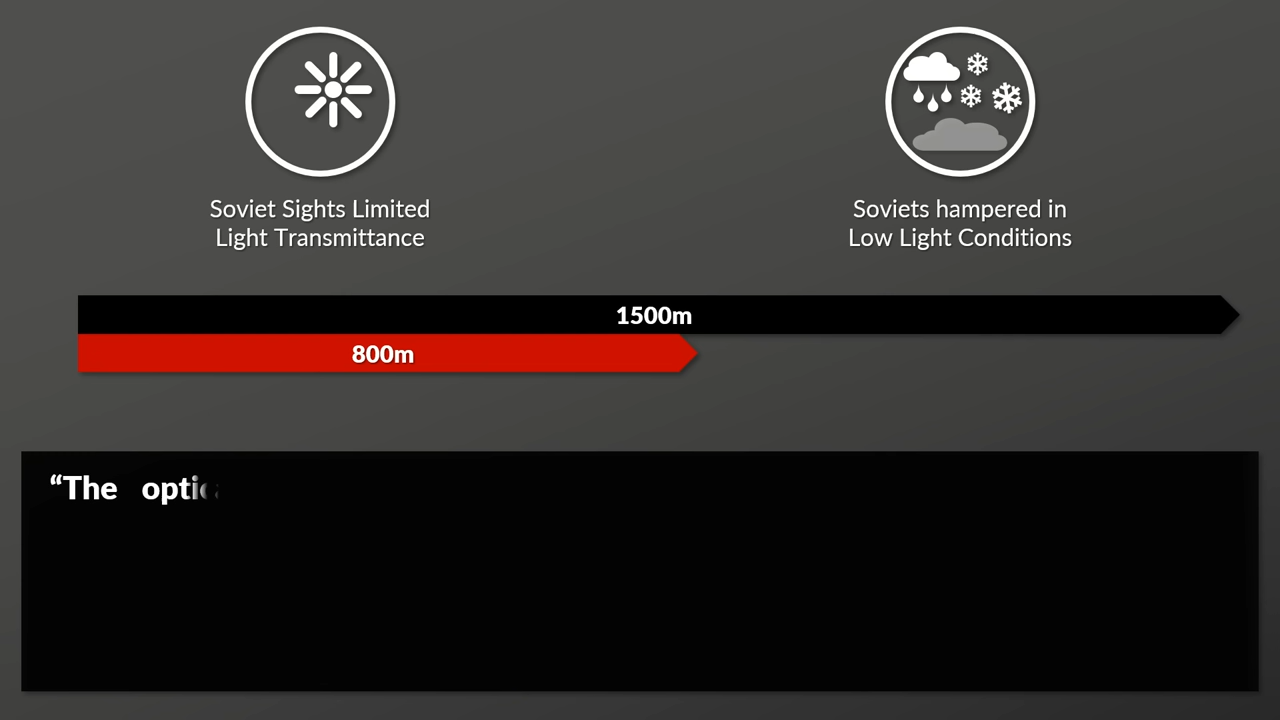 Soviet Sights Limited
Light Transmittance
Soviets hampered in
Low Light Conditions
1500m
800m
“The